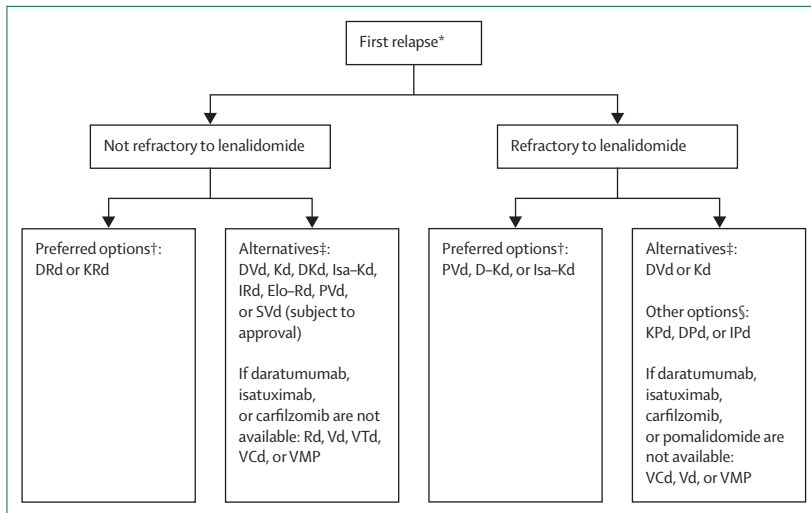 First relapse*
Not refractory to lenalidomide
Refractory to lenalidomide
Preferred options†:
DRd or KRd
Alternatives‡:
DVd, Kd, DKd, Isa–Kd,
IRd, Elo–Rd, PVd,
or SVd (subject to
approval)
If daratumumab,
isatuximab,
or carfilzomib are not
available: Rd, Vd, VTd,
VCd, or VMP
Preferred options†:
PVd, D–Kd, or Isa–Kd
Alternatives‡:
DVd or Kd
Other options§:
KPd, DPd, or IPd
If daratumumab,
isatuximab,
carfilzomib,
or pomalidomide are
not available:
VCd, Vd, or VMP